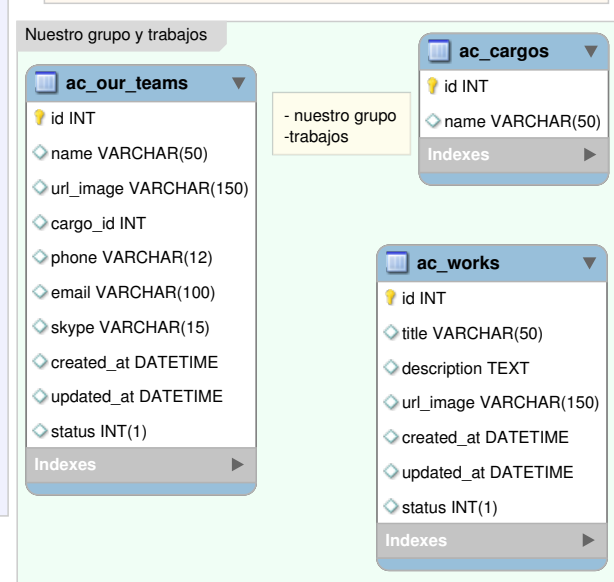 Nuestro grupo y trabajos
ac_our_teams
id INT
name VARCHAR(50)
url_image VARCHAR(150)
cargo_id INT
phone VARCHAR(12)
email VARCHAR(100)
skype VARCHAR(15)
created_at DATETIME
updated_at DATETIME
status INT(1)
Indexes
- nuestro grupo
-trabajos
ac_cargos
id INT
name VARCHAR(50)
Indexes
ac_works
id INT
title VARCHAR(50)
description TEXT
url_image VARCHAR(150)
created_at DATETIME
updated_at DATETIME
status INT(1)
Indexes